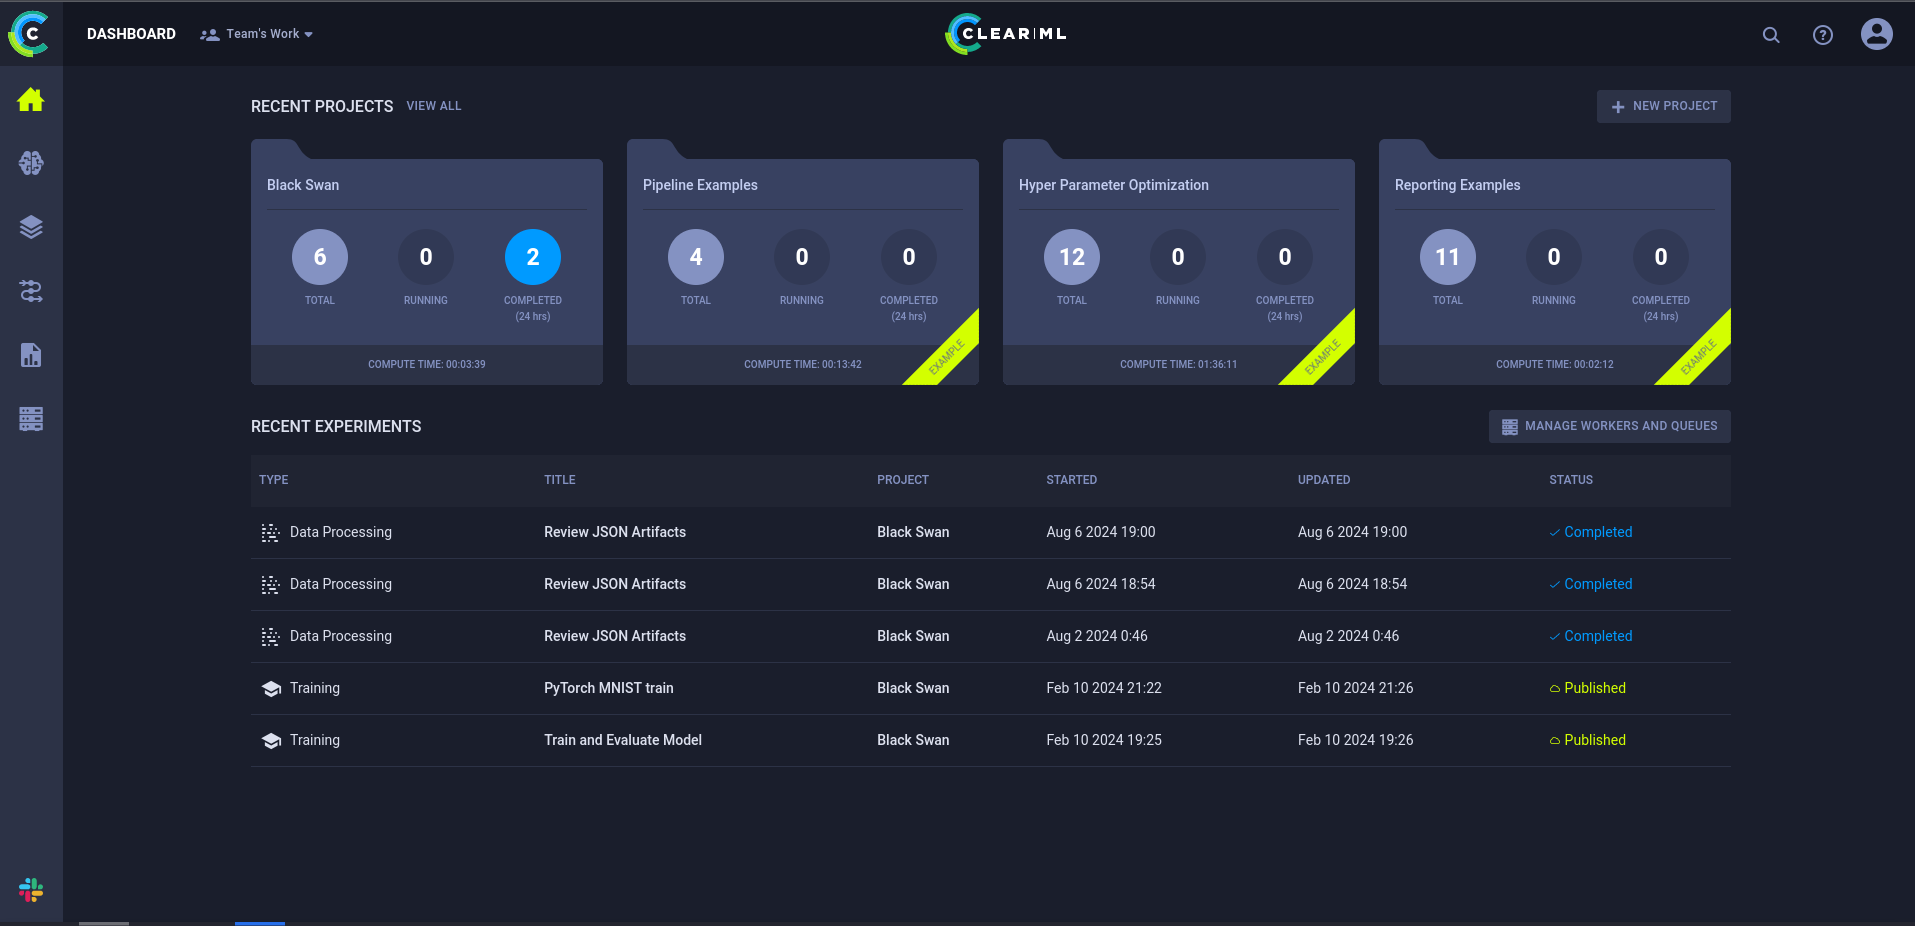 DASHBOARD Team's Work CLEAR|ML
RECENT PROJECTS VIEW ALL NEW PROJECT
Black Swan
6 0 2
TOTAL RUNNING COMPLETED
(24 hrs)
COMPUTE TIME: 00:03:39
Pipeline Examples
4 0 0
TOTAL RUNNING COMPLETED
(24 hrs)
COMPUTE TIME: 00:13:42
EXAMPLE
Hyper Parameter Optimization
12 0 0
TOTAL RUNNING COMPLETED
(24 hrs)
COMPUTE TIME: 01:36:11
EXAMPLE
Reporting Examples
11 0 0
TOTAL RUNNING COMPLETED
(24 hrs)
COMPUTE TIME: 00:02:12
EXAMPLE
RECENT EXPERIMENTS MANAGE WORKERS AND QUEUES
TYPE TITLE PROJECT STARTED UPDATED STATUS
Data Processing Review JSON Artifacts Black Swan Aug 6 2024 19:00 Aug 6 2024 19:00 Completed
Data Processing Review JSON Artifacts Black Swan Aug 6 2024 18:54 Aug 6 2024 18:54 Completed
Data Processing Review JSON Artifacts Black Swan Aug 2 2024 0:46 Aug 2 2024 0:46 Completed
Training PyTorch MNIST train Black Swan Feb 10 2024 21:22 Feb 10 2024 21:26 Published
Training Train and Evaluate Model Black Swan Feb 10 2024 19:25 Feb 10 2024 19:26 Published